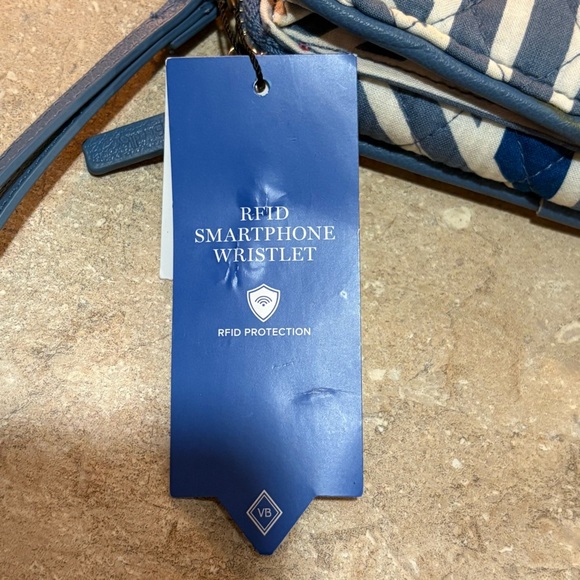 RFID
SMARTPHONE
WRISTLET
RFID PROTECTION
VB